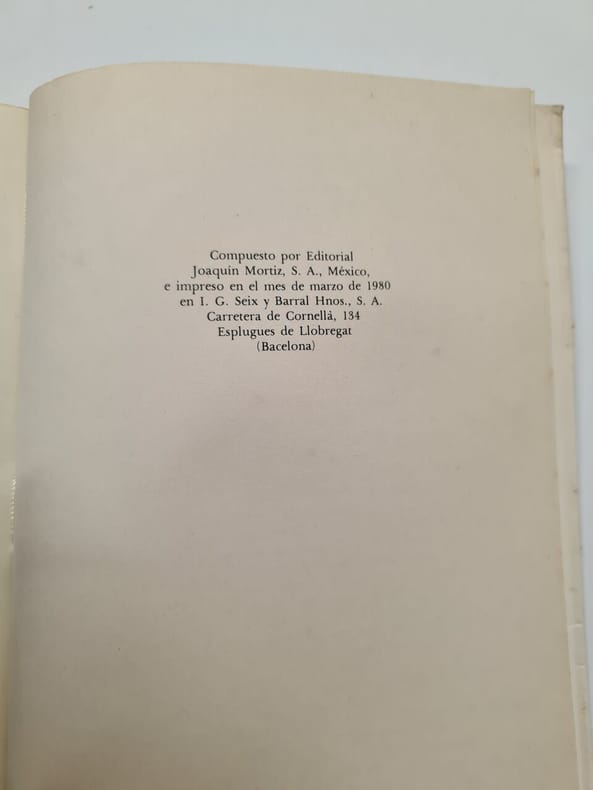 Compuesto por Editorial
Joaquín Mortiz, S. A., México,
e impreso en el mes de marzo de 1980
en I. G. Seix y Barral Hnos., S. A.
Carretera de Cornellà, 134
Esplugues de Llobregat
(Bacelona)